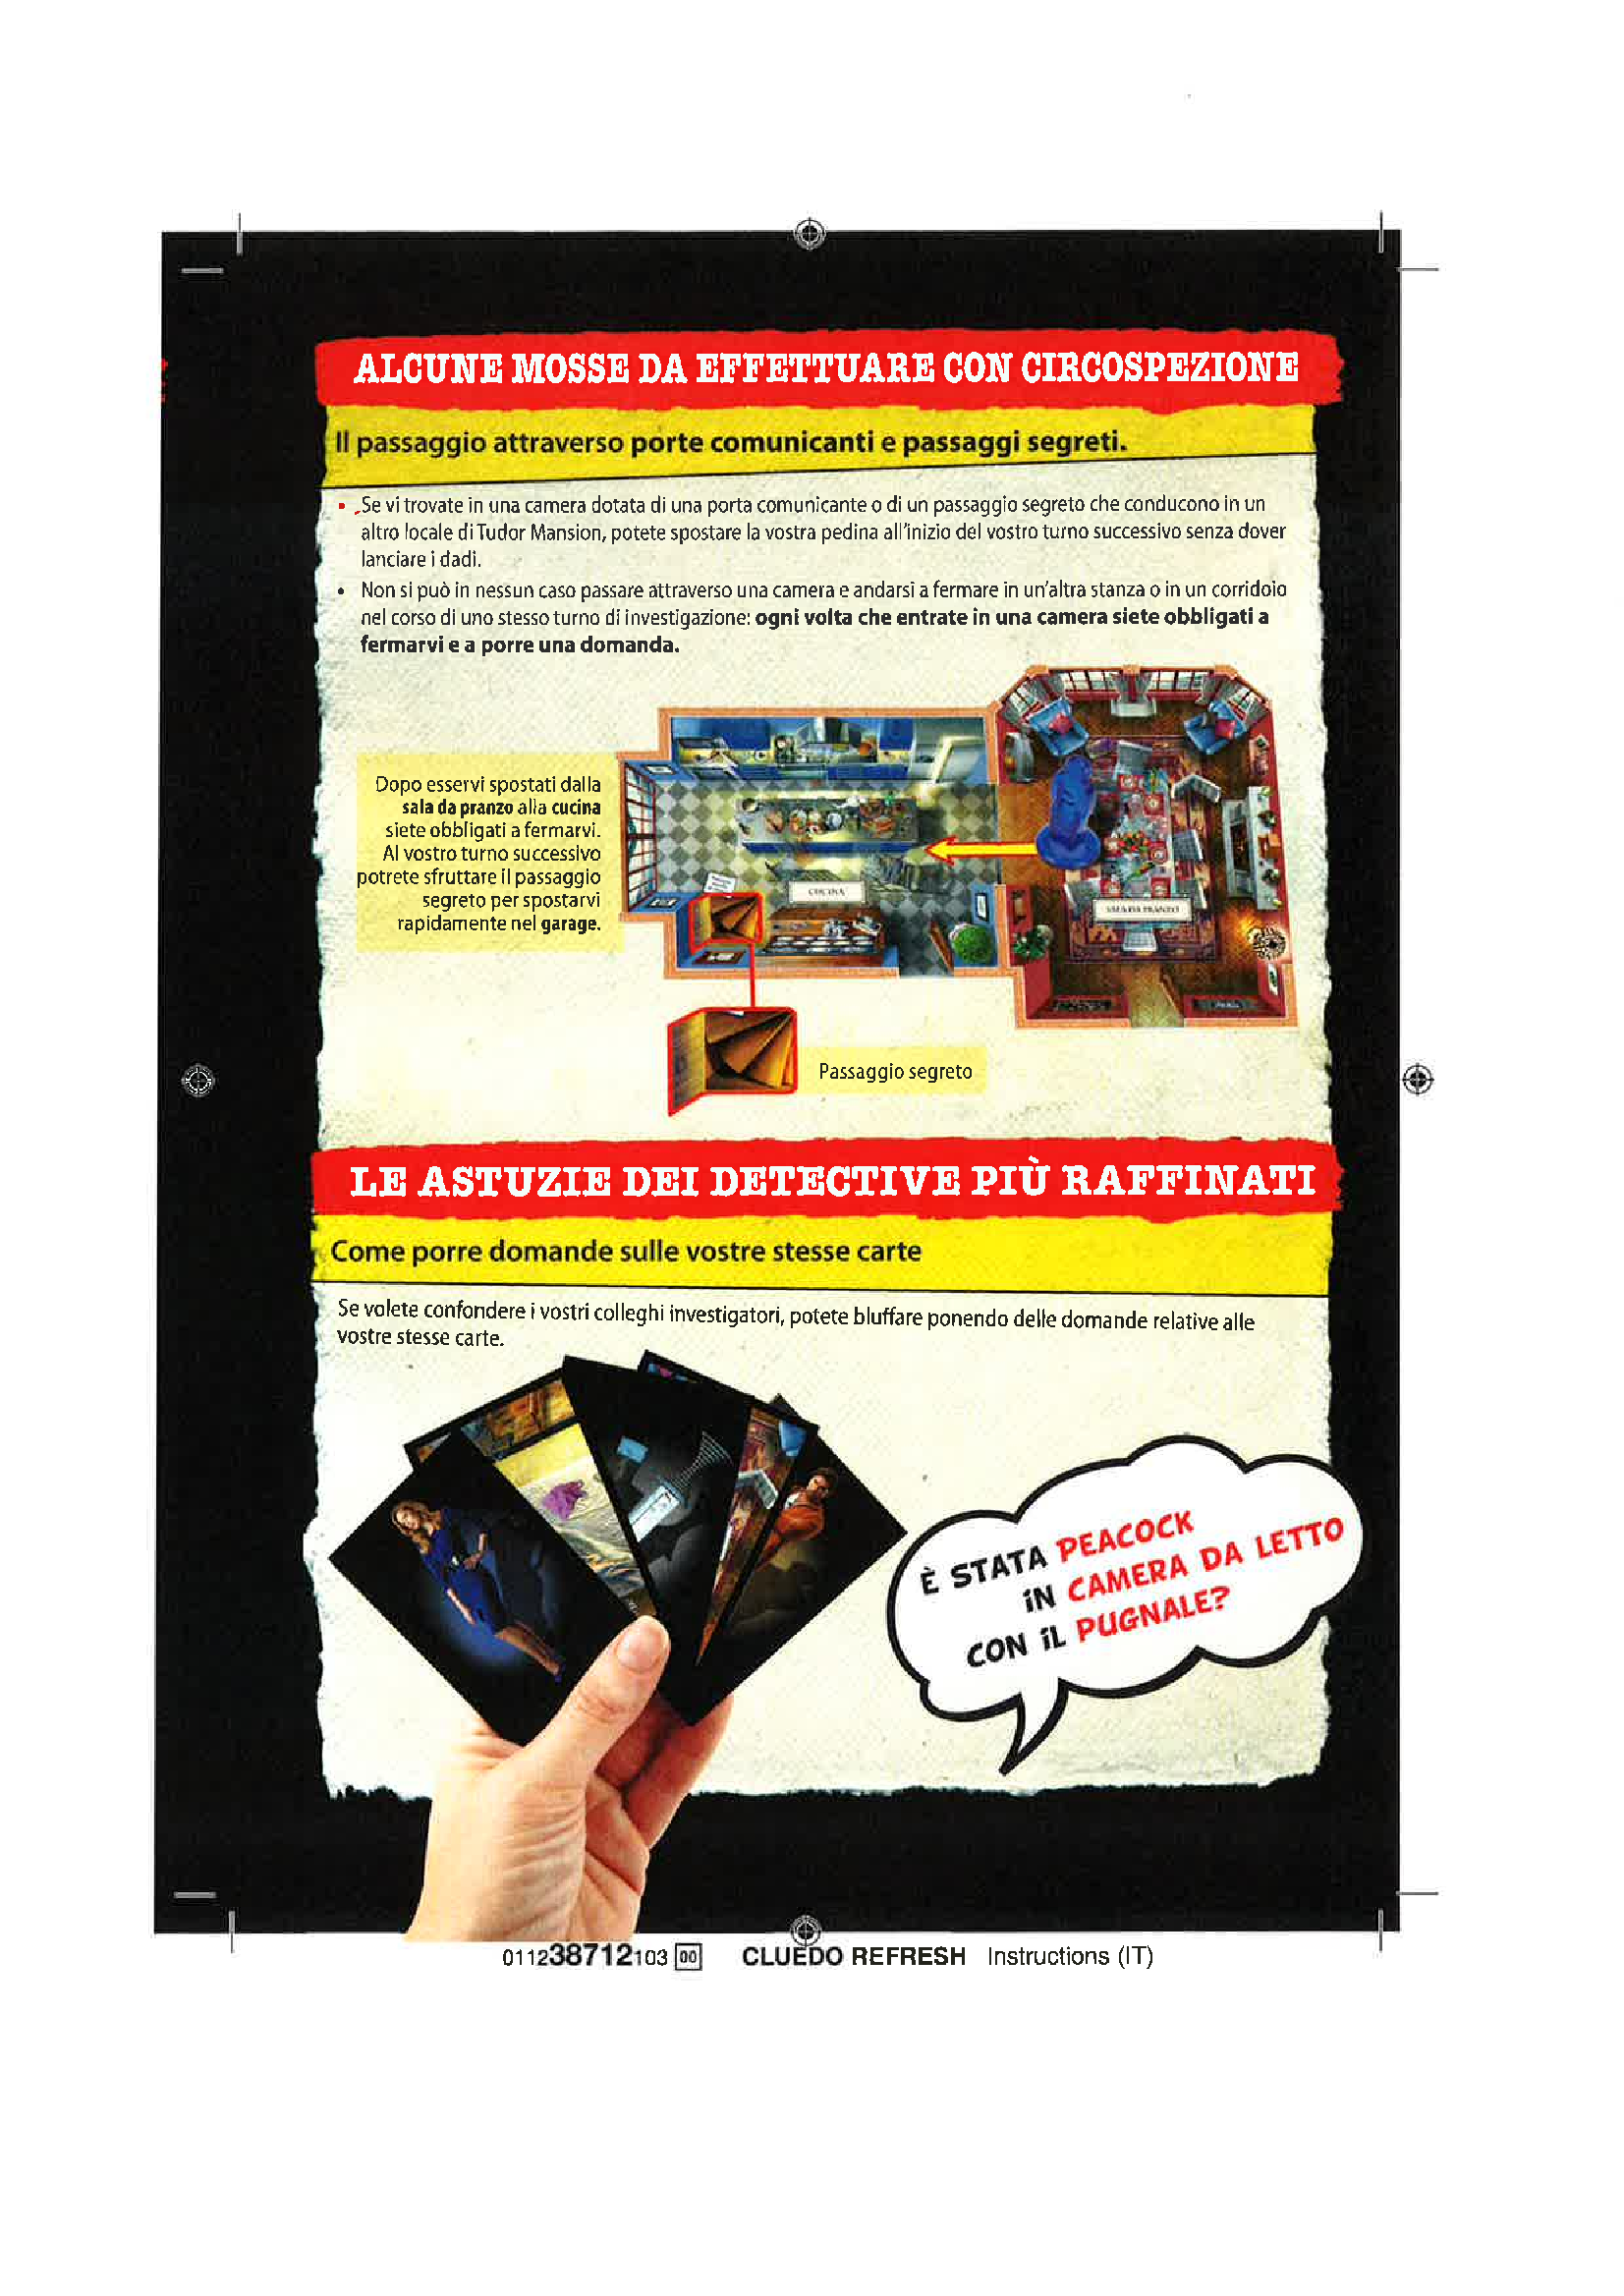 ALCUNE MOSSE DA EFFETTUARE CON CIRCOSPEZIONE
Il passaggio attraverso porte comunicanti e passaggi segreti.
• Se vi trovate in una camera dotata di una porta comunicante o di un passaggio segreto che conducono in un
altro locale di Tudor Mansion, potete spostare la vostra pedina all'inizio del vostro turno successivo senza dover
lanciare i dadi.
• Non si può in nessun caso passare attraverso una camera e andarsi a fermare in un'altra stanza o in un corridoio
nel corso di uno stesso turno di investigazione: ogni volta che entrate in una camera siete obbligati a
fermarvi e a porre una domanda.
Dopo esservi spostati dalla
sala da pranzo alla cucina
siete obbligati a fermarvi.
Al vostro turno successivo
potrete sfruttare il passaggio
segreto per spostarvi
rapidamente nel garage.
CUCINA
SALA DA PRANZO
Passaggio segreto
LE ASTUZIE DEI DETECTIVE PIÙ RAFFINATI
Come porre domande sulle vostre stesse carte
Se volete confondere i vostri colleghi investigatori, potete bluffare ponendo delle domande relative alle
vostre stesse carte.
È STATA PEACOCK
IN CAMERA DA LETTO
CON IL PUGNALE?
011238712103 00 CLUEDO REFRESH Instructions (IT)